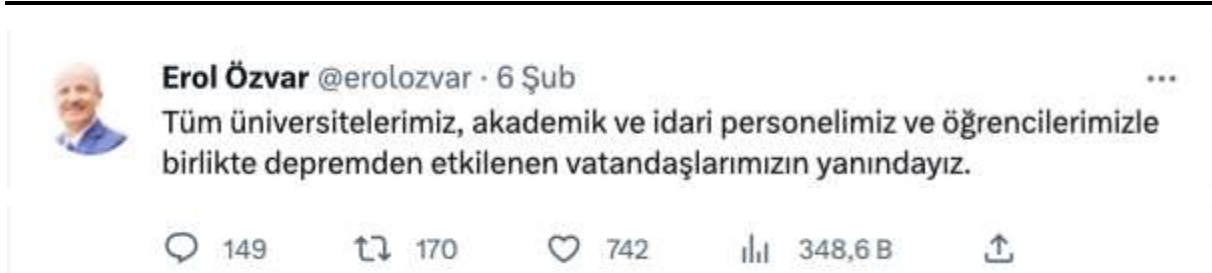 Erol Özvar @erolozvar · 6 Şub
Tüm üniversitelerimiz, akademik ve idari personelimiz ve öğrencilerimizle
birlikte depremden etkilenen vatandaşlarımızın yanındayız.
149 170 742 348,6 B